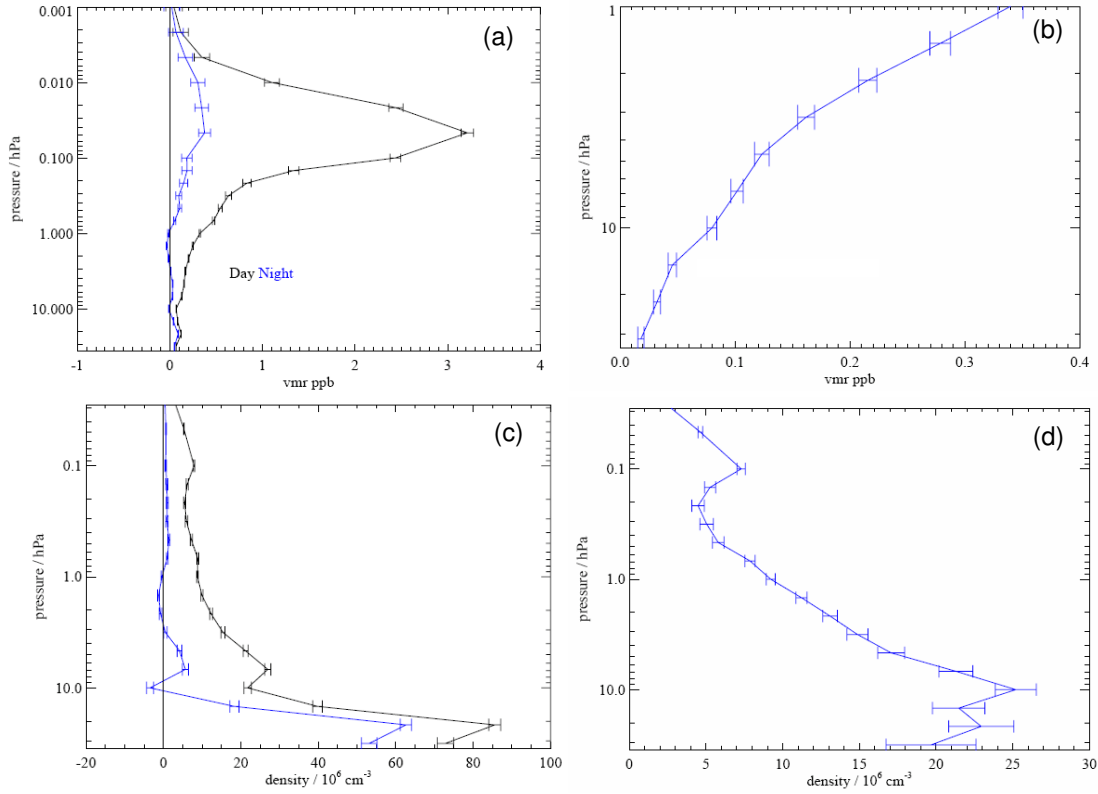 (a)
0.001
0.010
0.100
1.000
10.000
pressure / hPa
Day Night
-1 0 1 2 3 4
vmr ppb
(b)
1
10
pressure / hPa
0.0 0.1 0.2 0.3 0.4
vmr ppb
(c)
0.1
1.0
10.0
pressure / hPa
-20 0 20 40 60 80 100
density / 10⁶ cm⁻³
(d)
0.1
1.0
10.0
pressure / hPa
0 5 10 15 20 25 30
density / 10⁶ cm⁻³